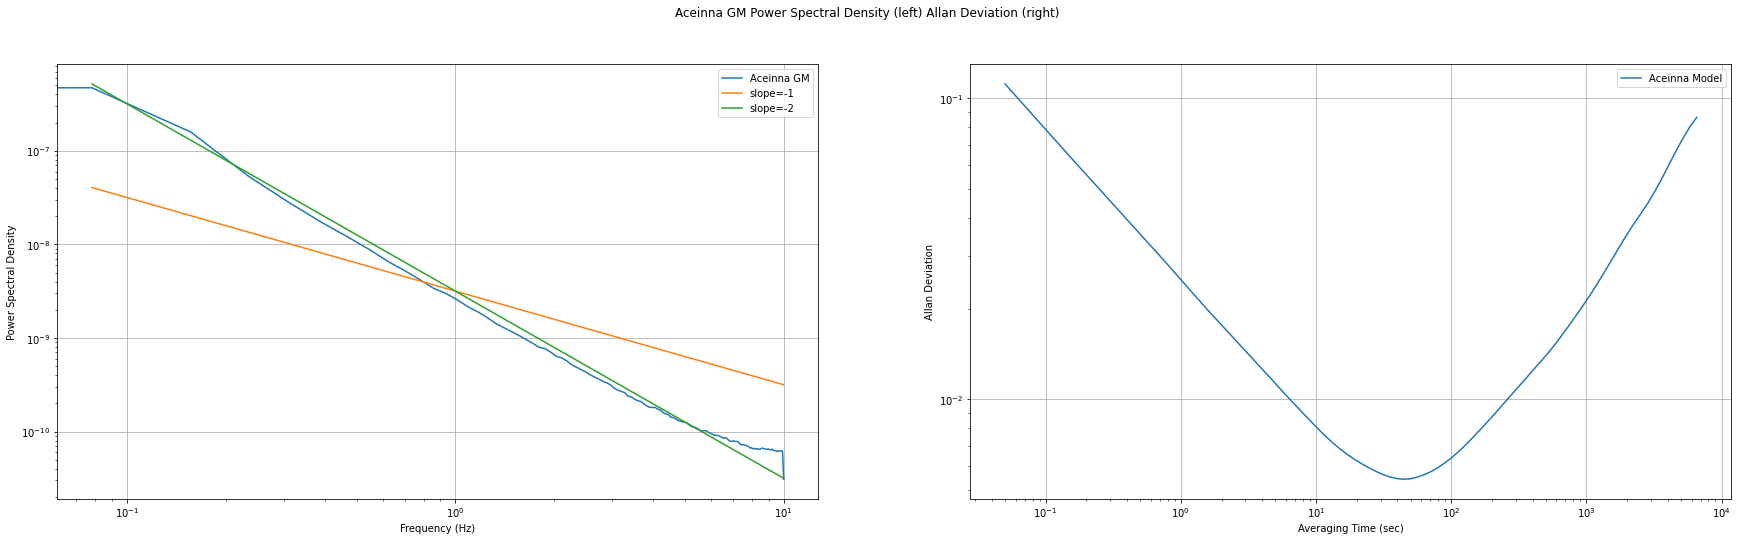 Aceinna GM Power Spectral Density (left) Allan Deviation (right)
Power Spectral Density
10⁻⁷
10⁻⁸
10⁻⁹
10⁻¹⁰
Aceinna GM
slope=-1
slope=-2
10⁻¹
10⁰
10¹
Frequency (Hz)
Allan Deviation
10⁻¹
10⁻²
Aceinna Model
10⁻¹
10⁰
10¹
10²
10³
10⁴
Averaging Time (sec)